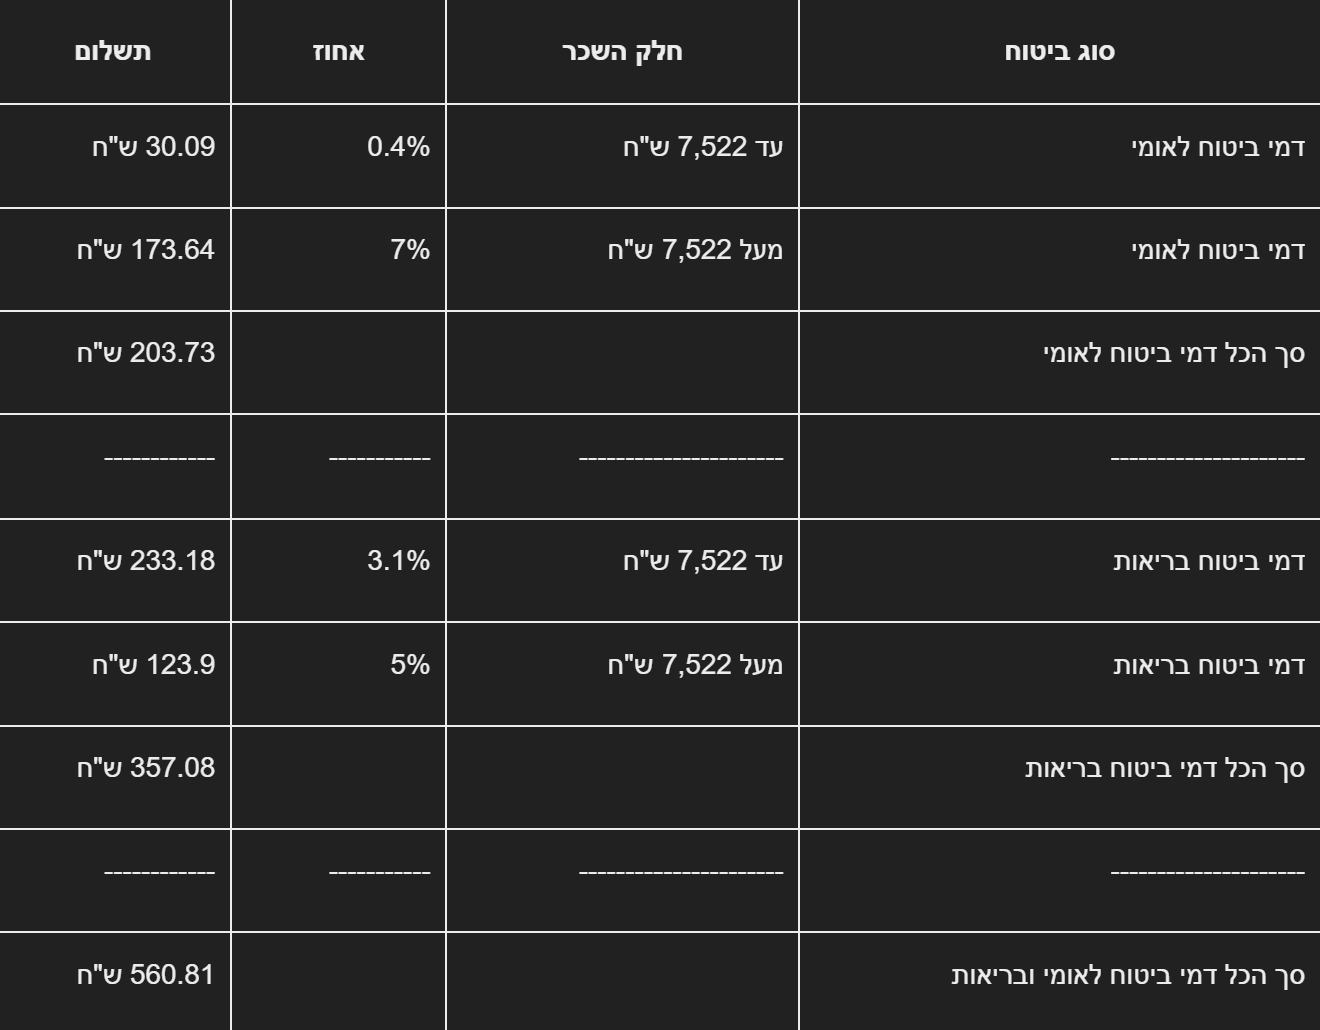 סוג ביטוח חלק השכר אחוז תשלום
דמי ביטוח לאומי עד 7,522 ש"ח 0.4% 30.09 ש"ח
דמי ביטוח לאומי מעל 7,522 ש"ח 7% 173.64 ש"ח
סך הכל דמי ביטוח לאומי 203.73 ש"ח
--------------------- ---------------------- ----------- ------------
דמי ביטוח בריאות עד 7,522 ש"ח 3.1% 233.18 ש"ח
דמי ביטוח בריאות מעל 7,522 ש"ח 5% 123.9 ש"ח
סך הכל דמי ביטוח בריאות 357.08 ש"ח
--------------------- ---------------------- ----------- ------------
סך הכל דמי ביטוח לאומי ובריאות 560.81 ש"ח